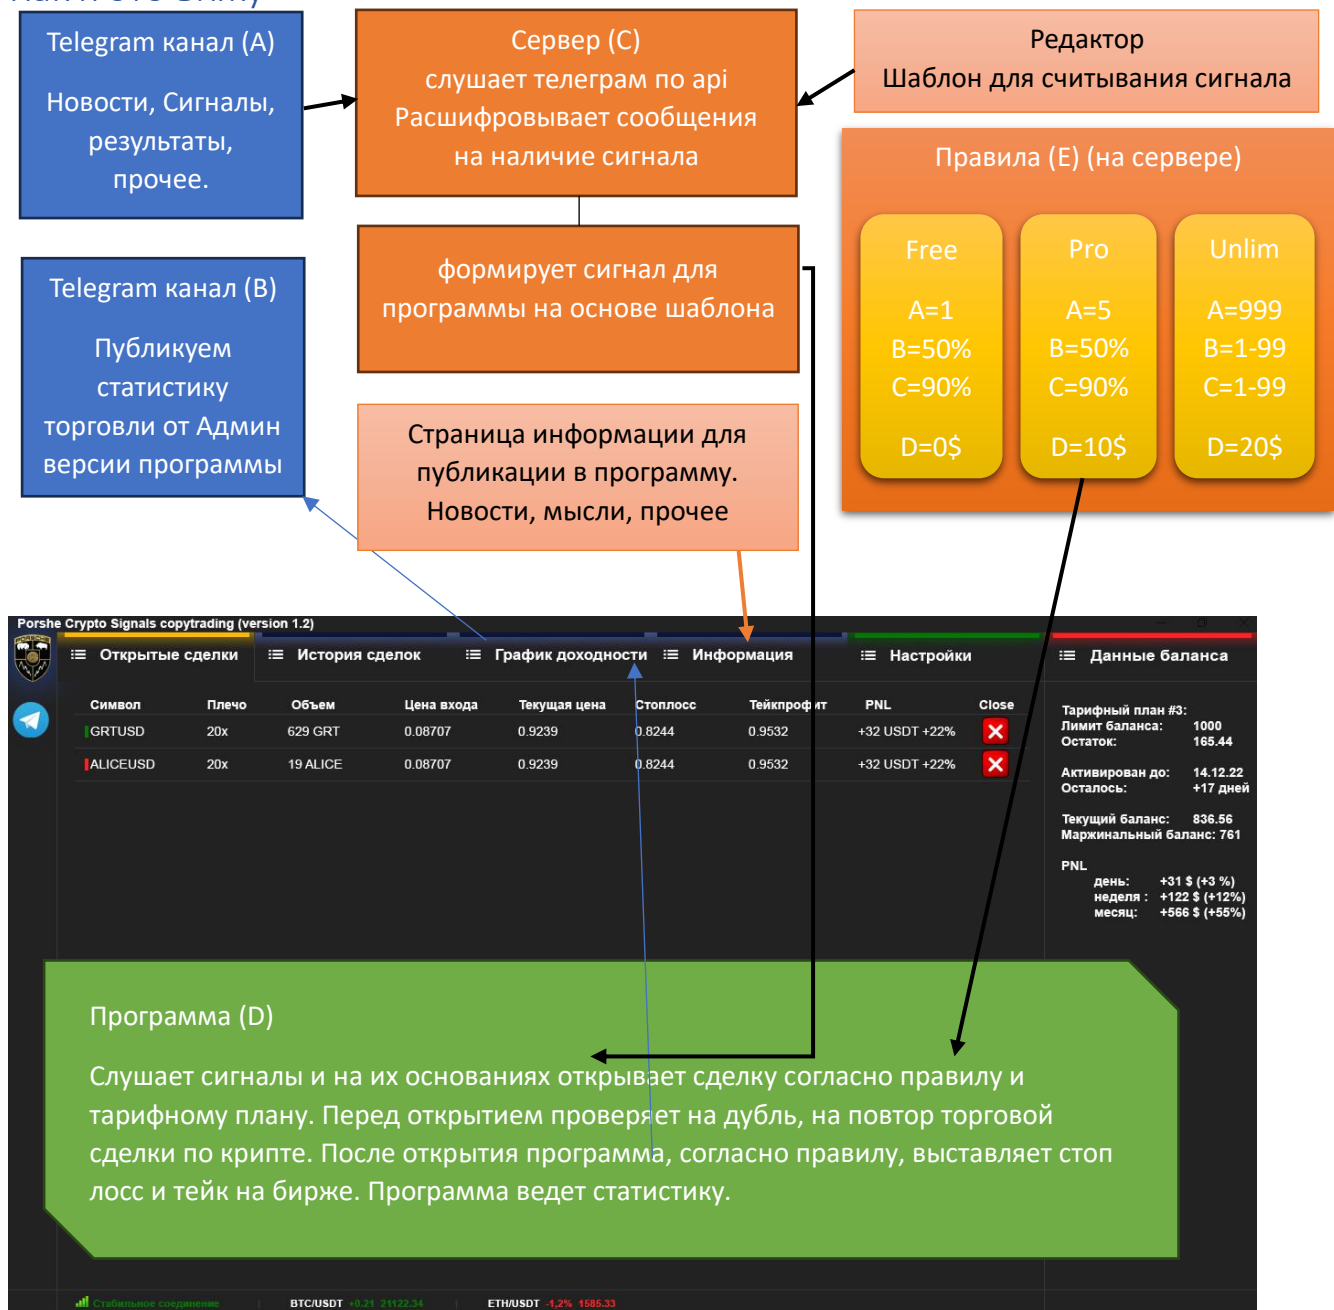 Telegram канал (A)
Новости, Сигналы,
результаты,
прочее.
Сервер (C)
слушает телеграм по api
Расшифровывает сообщения
на наличие сигнала
Редактор
Шаблон для считывания сигнала
Правила (E) (на сервере)
Free
A=1
B=50%
C=90%
D=0$
Pro
A=5
B=50%
C=90%
D=10$
Unlim
A=999
B=1-99
C=1-99
D=20$
формирует сигнал для
программы на основе шаблона
Telegram канал (B)
Публикуем
статистику
торговли от Админ
версии программы
Страница информации для
публикации в программу.
Новости, мысли, прочее
Porshe Crypto Signals copytrading (version 1.2)
PORSCHE
Открытые сделки История сделок График доходности Информация Настройки Данные баланса
Символ Плечо Объем Цена входа Текущая цена Стоплосс Тейкпрофит PNL Close
GRTUSD 20x 629 GRT 0.08707 0.9239 0.8244 0.9532 +32 USDT +22%
ALICEUSD 20x 19 ALICE 0.08707 0.9239 0.8244 0.9532 +32 USDT +22%
Тарифный план #3:
Лимит баланса: 1000
Остаток: 165.44
Активирован до: 14.12.22
Осталось: +17 дней
Текущий баланс: 836.56
Маржинальный баланс: 761
PNL
день: +31 $ (+3 %)
неделя : +122 $ (+12%)
месяц: +566 $ (+55%)
Программа (D)
Слушает сигналы и на их основаниях открывает сделку согласно правилу и
тарифному плану. Перед открытием проверяет на дубль, на повтор торговой
сделки по крипте. После открытия программа, согласно правилу, выставляет стоп
лосс и тейк на бирже. Программа ведет статистику.
Стабильное соединение BTC/USDT +0.21 21122.34 ETH/USDT -1,2% 1585.33